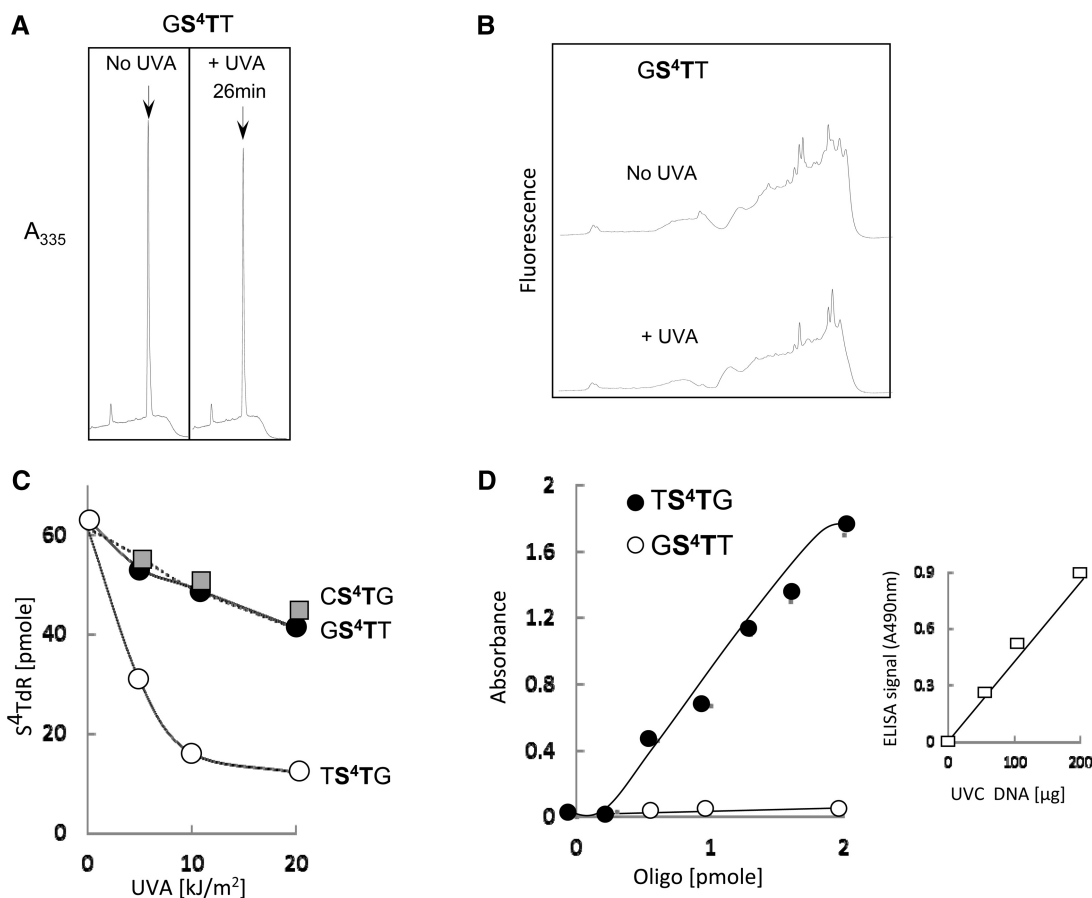 A
GS⁴TT
No UVA
+ UVA
26min
A₃₃₅
B
GS⁴TT
No UVA
+ UVA
Fluorescence
C
S⁴TdR [pmole]
60
40
20
0
CS⁴TG
GS⁴TT
TS⁴TG
0 10 20
UVA [kJ/m²]
D
TS⁴TG
GS⁴TT
Absorbance
2
1.6
1.2
0.8
0.4
0
0 1 2
Oligo [pmole]
ELISA signal (A490nm)
0.9
0.6
0.3
0
0 100 200
UVC DNA [µg]